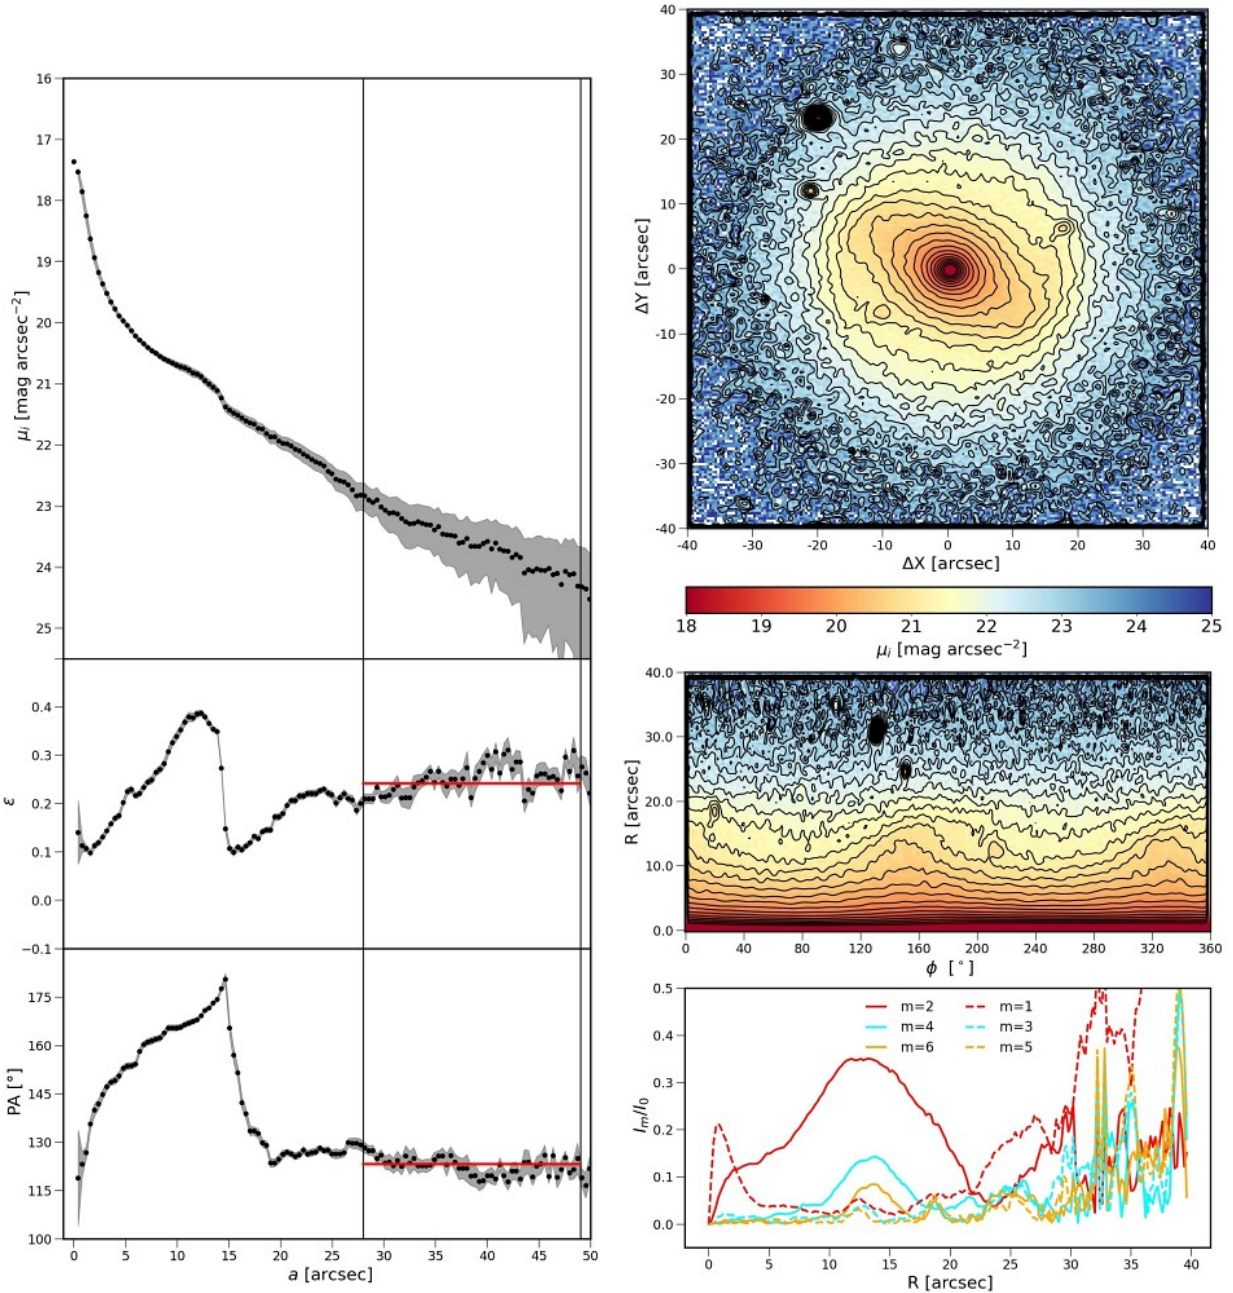 16
17
18
19
20
21
22
23
24
25
μi [mag arcsec−2]
0.4
0.3
0.2
0.1
0.0
−0.1
ε
175
160
145
130
115
100
PA [°]
0 5 10 15 20 25 30 35 40 45 50
a [arcsec]
40
30
20
10
0
-10
-20
-30
-40
ΔY [arcsec]
-40 -30 -20 -10 0 10 20 30 40
ΔX [arcsec]
18 19 20 21 22 23 24 25
μi [mag arcsec−2]
40.0
30.0
20.0
10.0
0.0
R [arcsec]
0 40 80 120 160 200 240 280 320 360
ϕ [°]
0.5
0.4
0.3
0.2
0.1
0.0
Im/I0
m=2 m=1
m=4 m=3
m=6 m=5
0 5 10 15 20 25 30 35 40
R [arcsec]